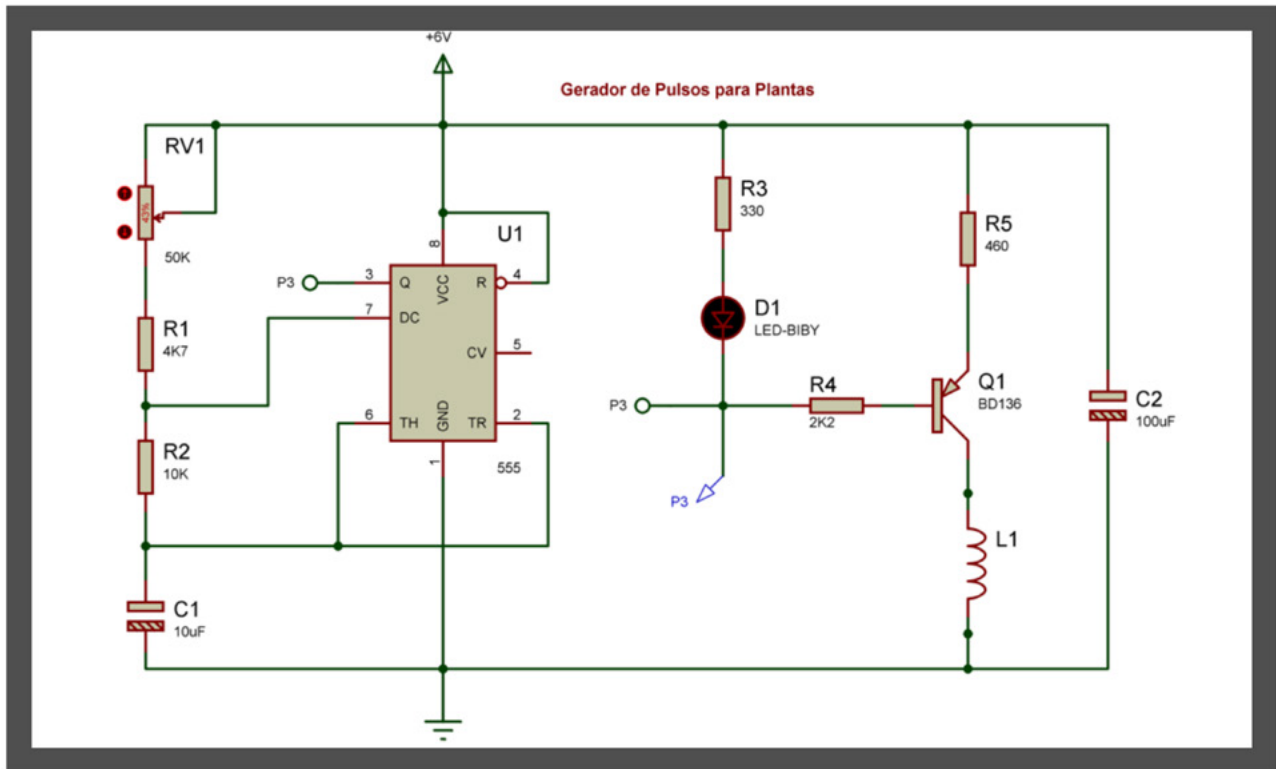 +6V
Gerador de Pulsos para Plantas
RV1
43%
50K
R1
4K7
R2
10K
C1
10uF
P3
3
Q
7
DC
6
TH
8
VCC
GND
1
U1
R
4
CV
5
TR
2
555
R3
330
D1
LED-BIBY
P3
R4
2K2
P3
R5
460
Q1
BD136
L1
C2
100uF